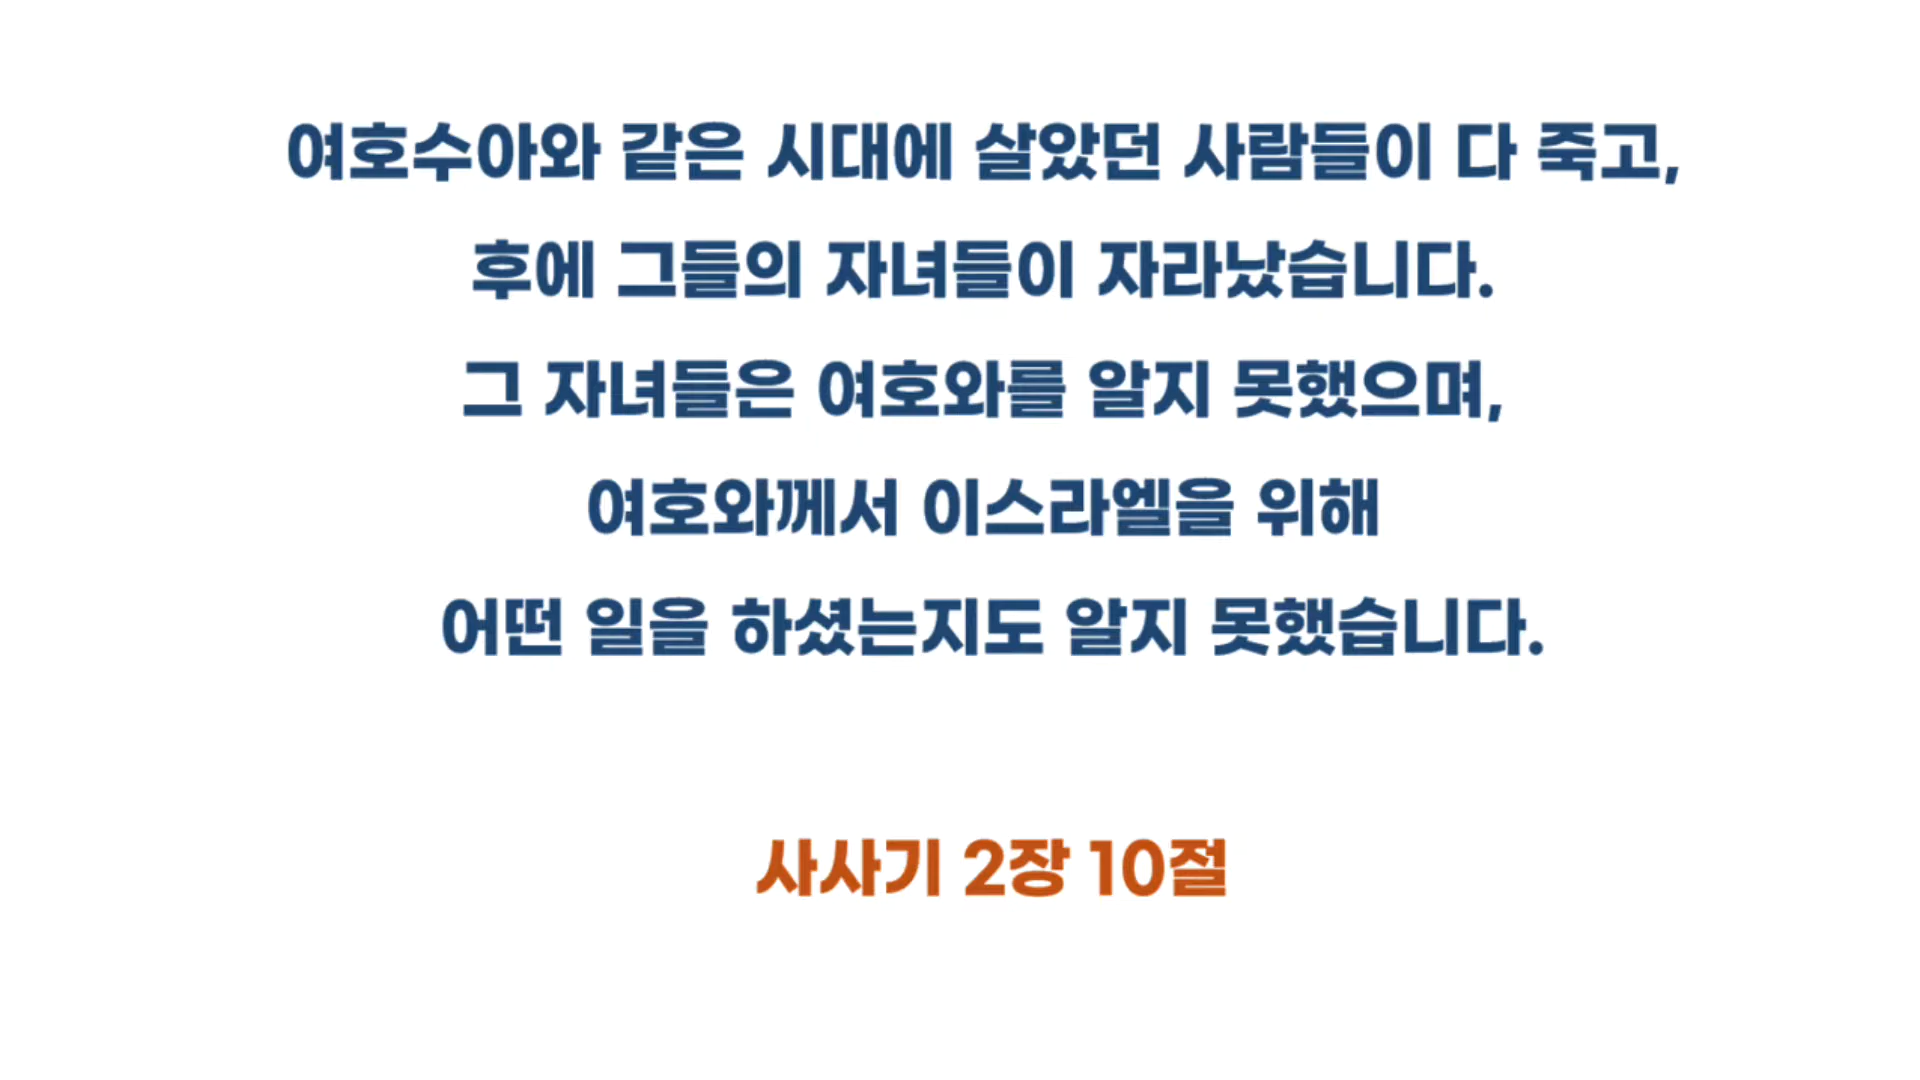 여호수아와 같은 시대에 살았던 사람들이 다 죽고,
후에 그들의 자녀들이 자라났습니다.
그 자녀들은 여호와를 알지 못했으며,
여호와께서 이스라엘을 위해
어떤 일을 하셨는지도 알지 못했습니다.
사사기 2장 10절